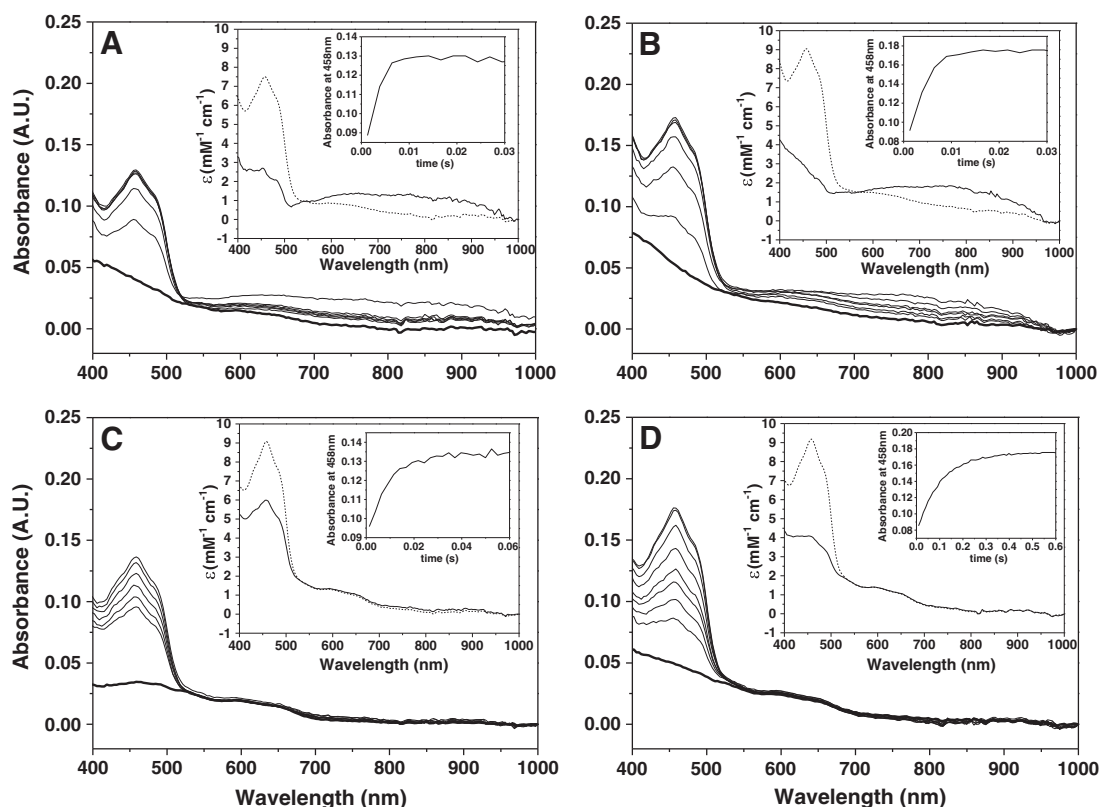 A
0.25
0.20
0.15
0.10
0.05
0.00
Absorbance (A.U.)
400 500 600 700 800 900 1000
10
9
8
7
6
5
4
3
2
1
0
-1
ε (mM⁻¹ cm⁻¹)
400 500 600 700 800 900 1000
Wavelength (nm)
0.14
0.13
0.12
0.11
0.10
0.09
Absorbance at 458nm
0.00 0.01 0.02 0.03
time (s)
B
0.25
0.20
0.15
0.10
0.05
0.00
400 500 600 700 800 900 1000
10
9
8
7
6
5
4
3
2
1
0
-1
ε (mM⁻¹ cm⁻¹)
400 500 600 700 800 900 1000
Wavelength (nm)
0.18
0.16
0.14
0.12
0.10
0.08
Absorbance at 458nm
0.00 0.01 0.02 0.03
time (s)
C
0.25
0.20
0.15
0.10
0.05
0.00
Absorbance (A.U.)
400 500 600 700 800 900 1000
Wavelength (nm)
10
9
8
7
6
5
4
3
2
1
0
-1
ε (mM⁻¹ cm⁻¹)
400 500 600 700 800 900 1000
Wavelength (nm)
0.14
0.13
0.12
0.11
0.10
0.09
Absorbance at 458nm
0.00 0.02 0.04 0.06
time (s)
D
0.25
0.20
0.15
0.10
0.05
0.00
400 500 600 700 800 900 1000
Wavelength (nm)
10
9
8
7
6
5
4
3
2
1
0
-1
ε (mM⁻¹ cm⁻¹)
400 500 600 700 800 900 1000
Wavelength (nm)
0.20
0.18
0.16
0.14
0.12
0.10
0.08
Absorbance at 458nm
0.0 0.1 0.2 0.3 0.4 0.5 0.6
time (s)